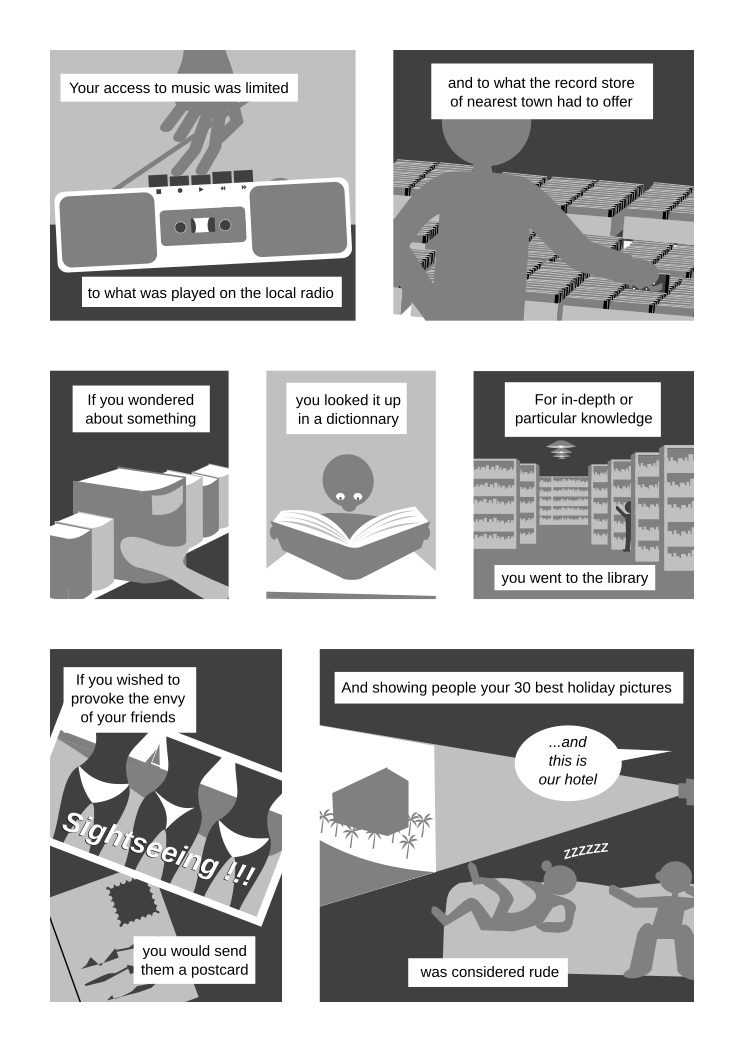 Your access to music was limited
to what was played on the local radio
and to what the record store
of nearest town had to offer
If you wondered
about something
you looked it up
in a dictionnary
For in-depth or
particular knowledge
you went to the library
If you wished to
provoke the envy
of your friends
Sightseeing !!!
you would send
them a postcard
And showing people your 30 best holiday pictures
...and
this is
our hotel
zzzzzz
was considered rude